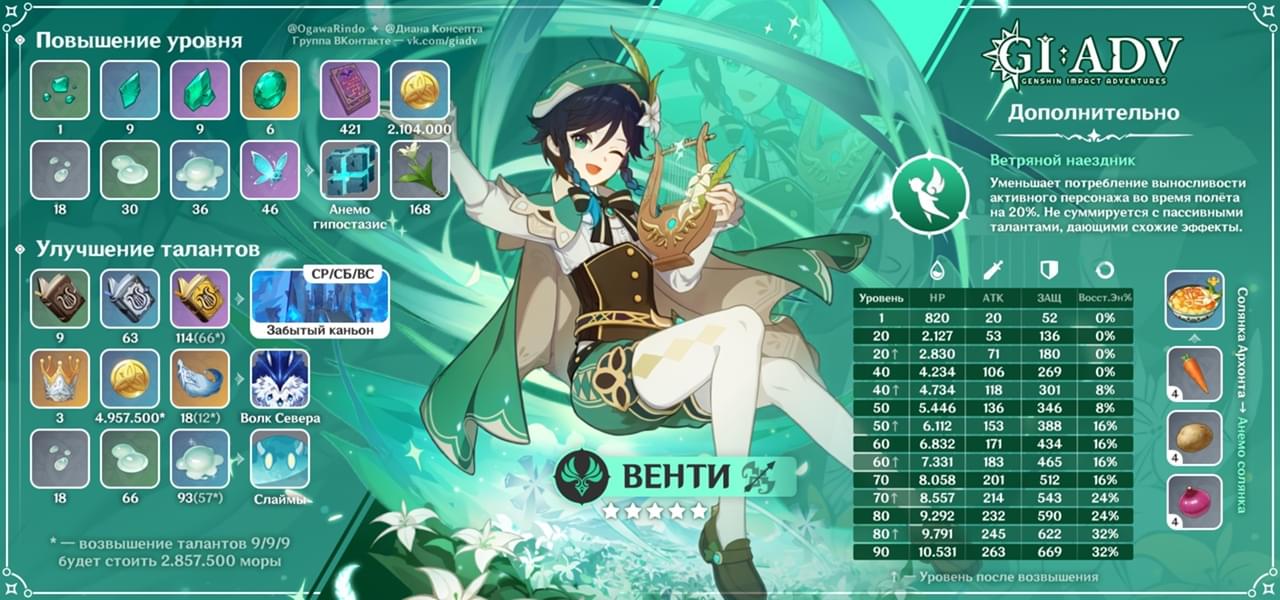 @OgawaRindo ✦ @Диана Консепта
Группа ВКонтакте — vk.com/giadv
Повышение уровня
1 9 9 6 421 2.104.000
18 30 36 46 Анемо гипостазис 168
Улучшение талантов
9 63 114(66*)
СР/СБ/ВС
Забытый каньон
3 4.957.500* 18(12*) Волк Севера
18 66 93(57*) Слаймы
* — возвышение талантов 9/9/9
будет стоить 2.857.500 моры
ВЕНТИ
GI·ADV
GENSHIN IMPACT ADVENTURES
Дополнительно
Ветряной наездник
Уменьшает потребление выносливости
активного персонажа во время полёта
на 20%. Не суммируется с пассивными
талантами, дающими схожие эффекты.
Уровень HP АТК ЗАЩ Восст.Эн%
1 820 20 52 0%
20 2.127 53 136 0%
20↑ 2.830 71 180 0%
40 4.234 106 269 0%
40↑ 4.734 118 301 8%
50 5.446 136 346 8%
50↑ 6.112 153 388 16%
60 6.832 171 434 16%
60↑ 7.331 183 465 16%
70 8.058 201 512 16%
70↑ 8.557 214 543 24%
80 9.292 232 590 24%
80↑ 9.791 245 622 32%
90 10.531 263 669 32%
↑ — Уровень после возвышения
4
4
4
Солянка Архонта → Анемо солянка